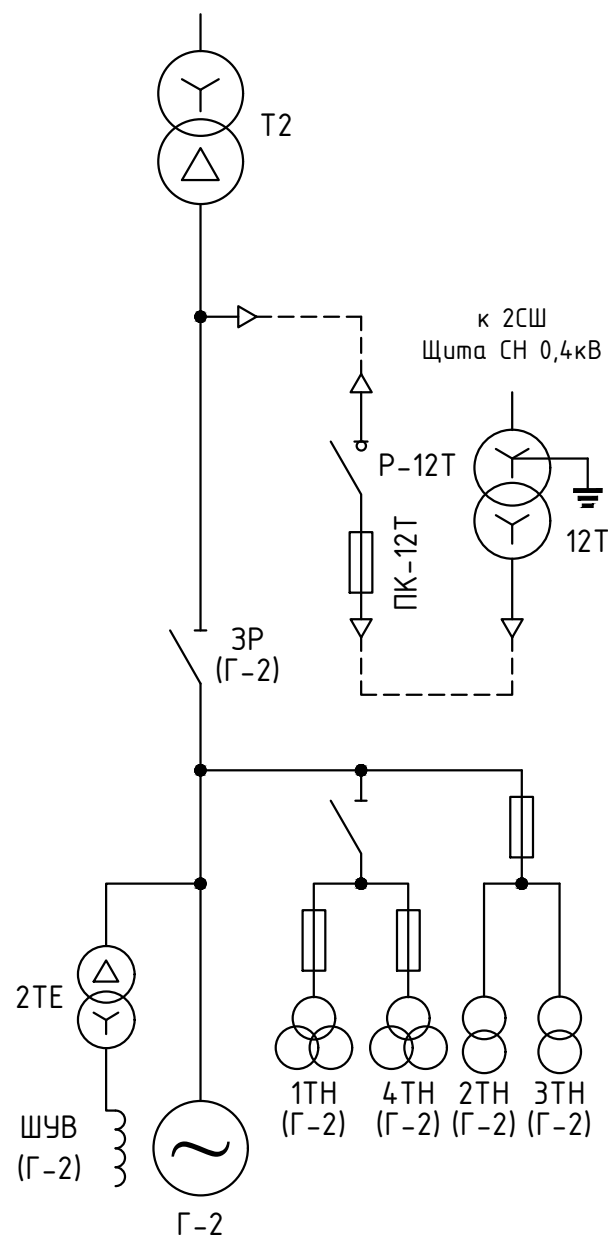 Т2
к 2СШ
Щита СН 0,4кВ
Р-12Т
12Т
ПК-12Т
ЗР
(Г-2)
2ТЕ
1ТН
(Г-2)
4ТН
(Г-2)
2ТН
(Г-2)
3ТН
(Г-2)
ШУВ
(Г-2)
Г-2